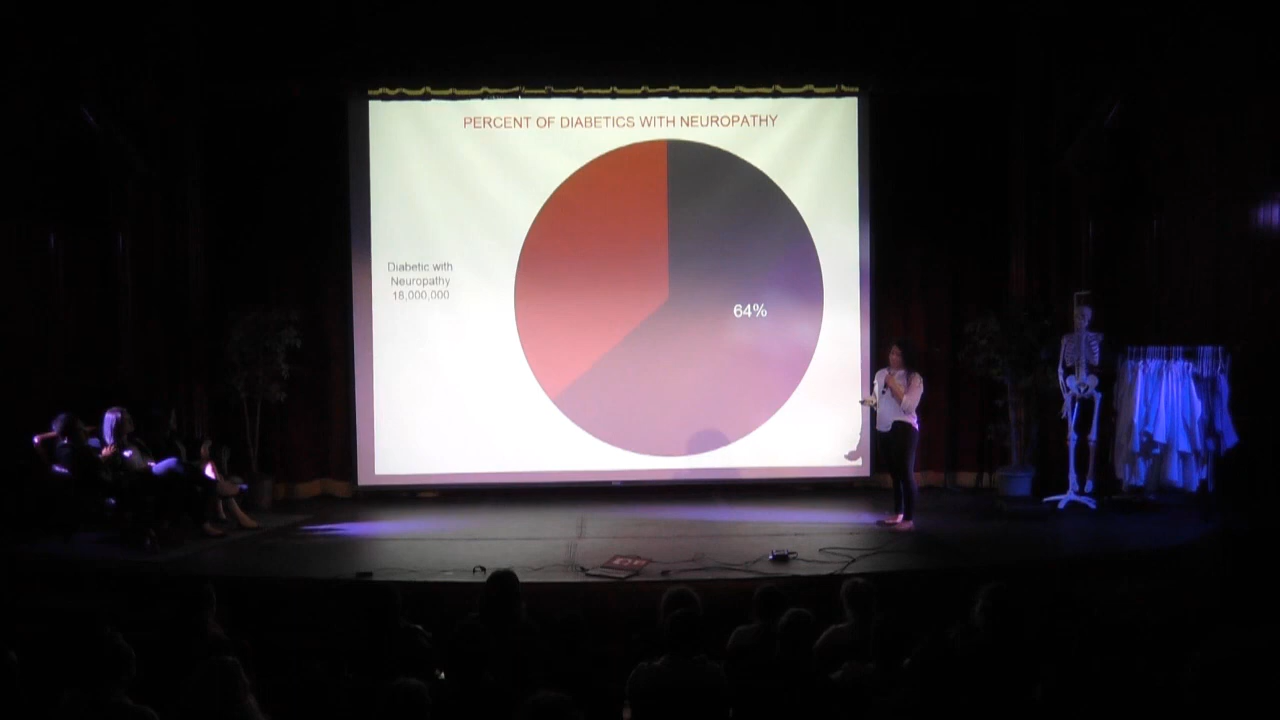 PERCENT OF DIABETICS WITH NEUROPATHY
Diabetic with
Neuropathy
18,000,000
64%